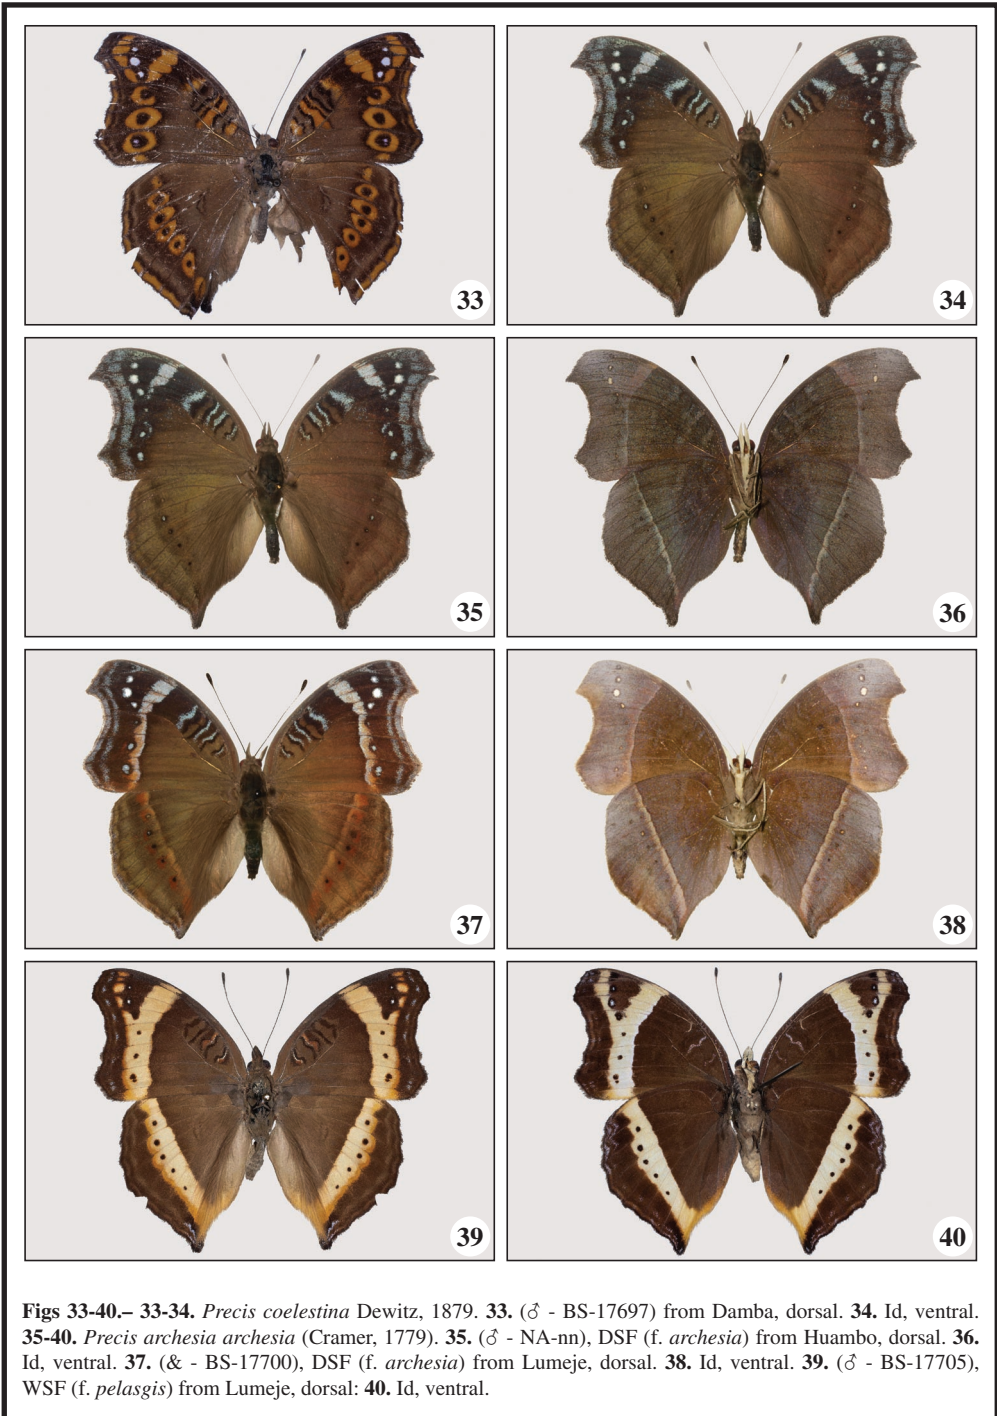 33
34
35
36
37
38
39
40
Figs 33-40.– 33-34. Precis coelestina Dewitz, 1879. 33. (♂ - BS-17697) from Damba, dorsal. 34. Id, ventral.
35-40. Precis archesia archesia (Cramer, 1779). 35. (♂ - NA-nn), DSF (f. archesia) from Huambo, dorsal. 36.
Id, ventral. 37. (& - BS-17700), DSF (f. archesia) from Lumeje, dorsal. 38. Id, ventral. 39. (♂ - BS-17705),
WSF (f. pelasgis) from Lumeje, dorsal: 40. Id, ventral.